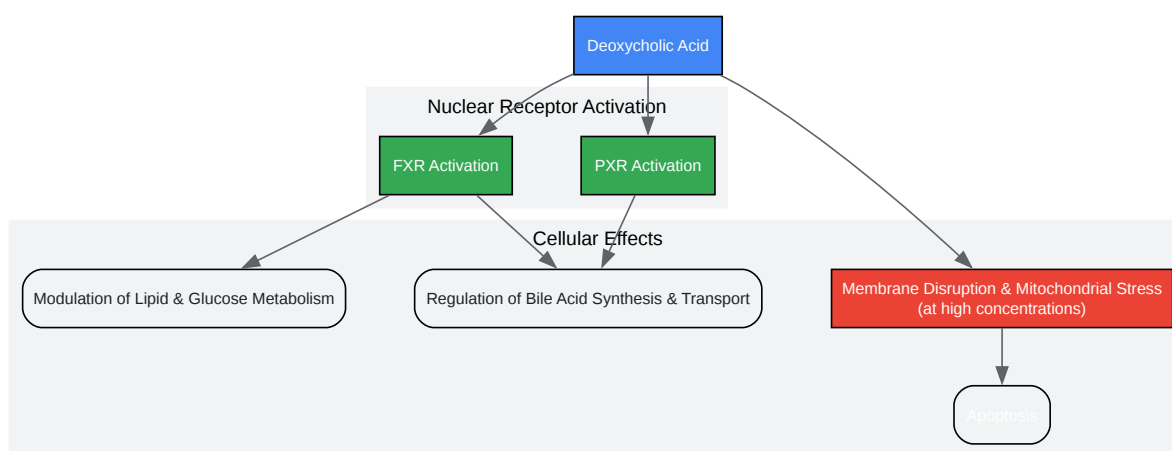 Deoxycholic Acid
Nuclear Receptor Activation
FXR Activation
PXR Activation
Cellular Effects
Modulation of Lipid & Glucose Metabolism
Regulation of Bile Acid Synthesis & Transport
Membrane Disruption & Mitochondrial Stress
(at high concentrations)
Apoptosis